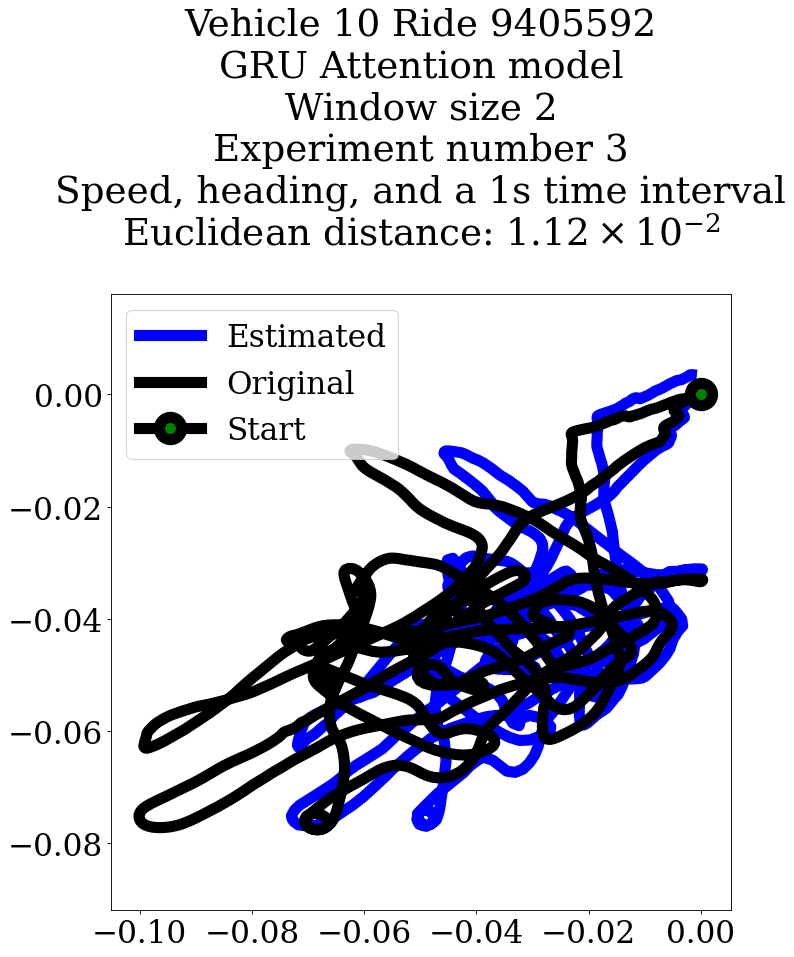 Vehicle 10 Ride 9405592
GRU Attention model
Window size 2
Experiment number 3
Speed, heading, and a 1s time interval
Euclidean distance: 1.12 × 10⁻²
Estimated
Original
Start
0.00
−0.02
−0.04
−0.06
−0.08
−0.10 −0.08 −0.06 −0.04 −0.02 0.00